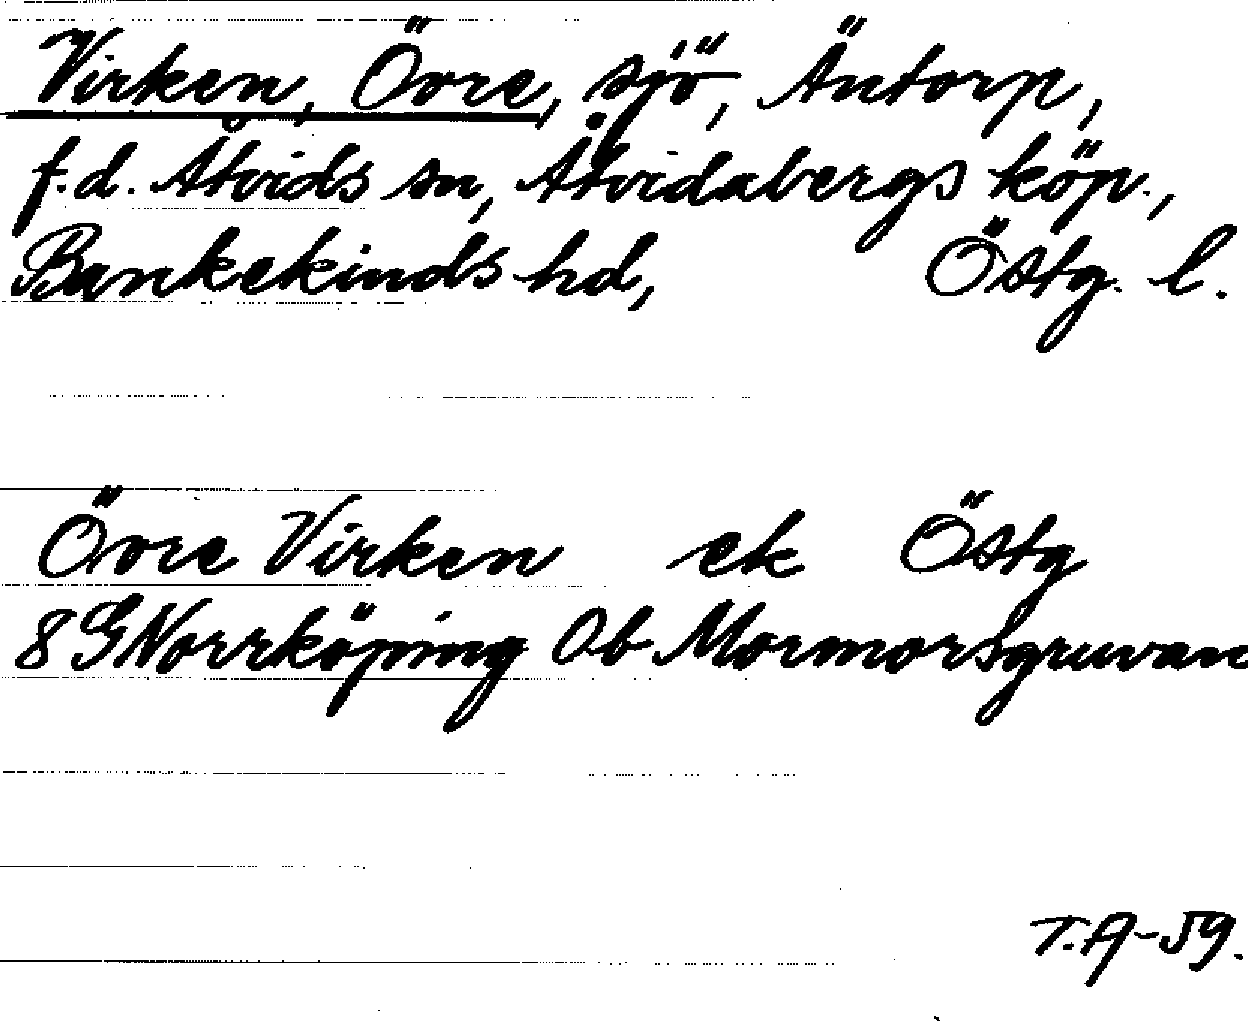 Virken, Övre, sjö, Äntorp,
f.d. Åtvids sn, Åtvidabergs köp.,
Bankekinds hd, Östg. l.
Övre Virken ek Östg
8 G Norrköping Ob Mormorsgruvan
T.A-59.